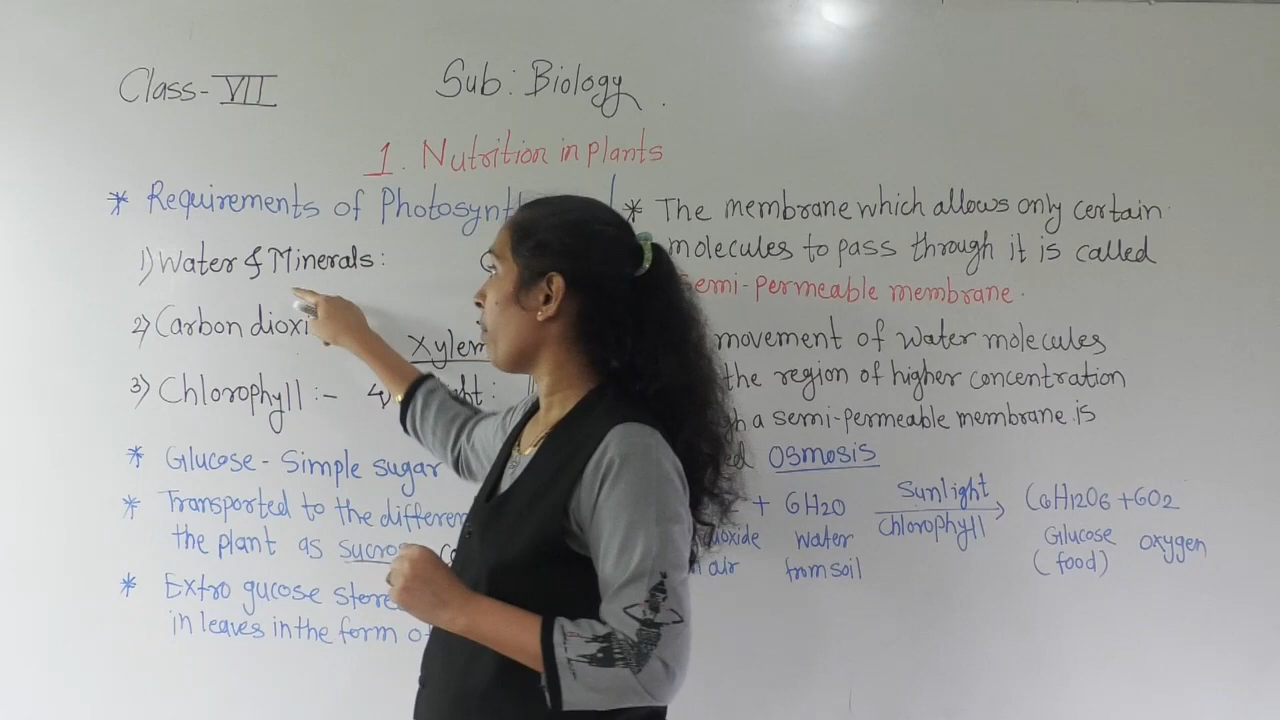 Class- VII
Sub: Biology.
1. Nutrition in plants
* Requirements of Photosynt
1) Water & Minerals:
2) Carbon dioxi
Xylem
3) Chlorophyll :- 4)
* Glucose - Simple sugar
* Transported to the differen
the plant as sucro
* Extro gucose store
in leaves in the form o
* The membrane which allows only certain
molecules to pass through it is called
semi-permeable membrane.
movement of water molecules
the region of higher concentration
a semi-permeable membrane is
osmosis
+ 6H2O Sunlight → C6H12O6 + 6O2
Chlorophyll
water Glucose oxygen
air from soil (food)